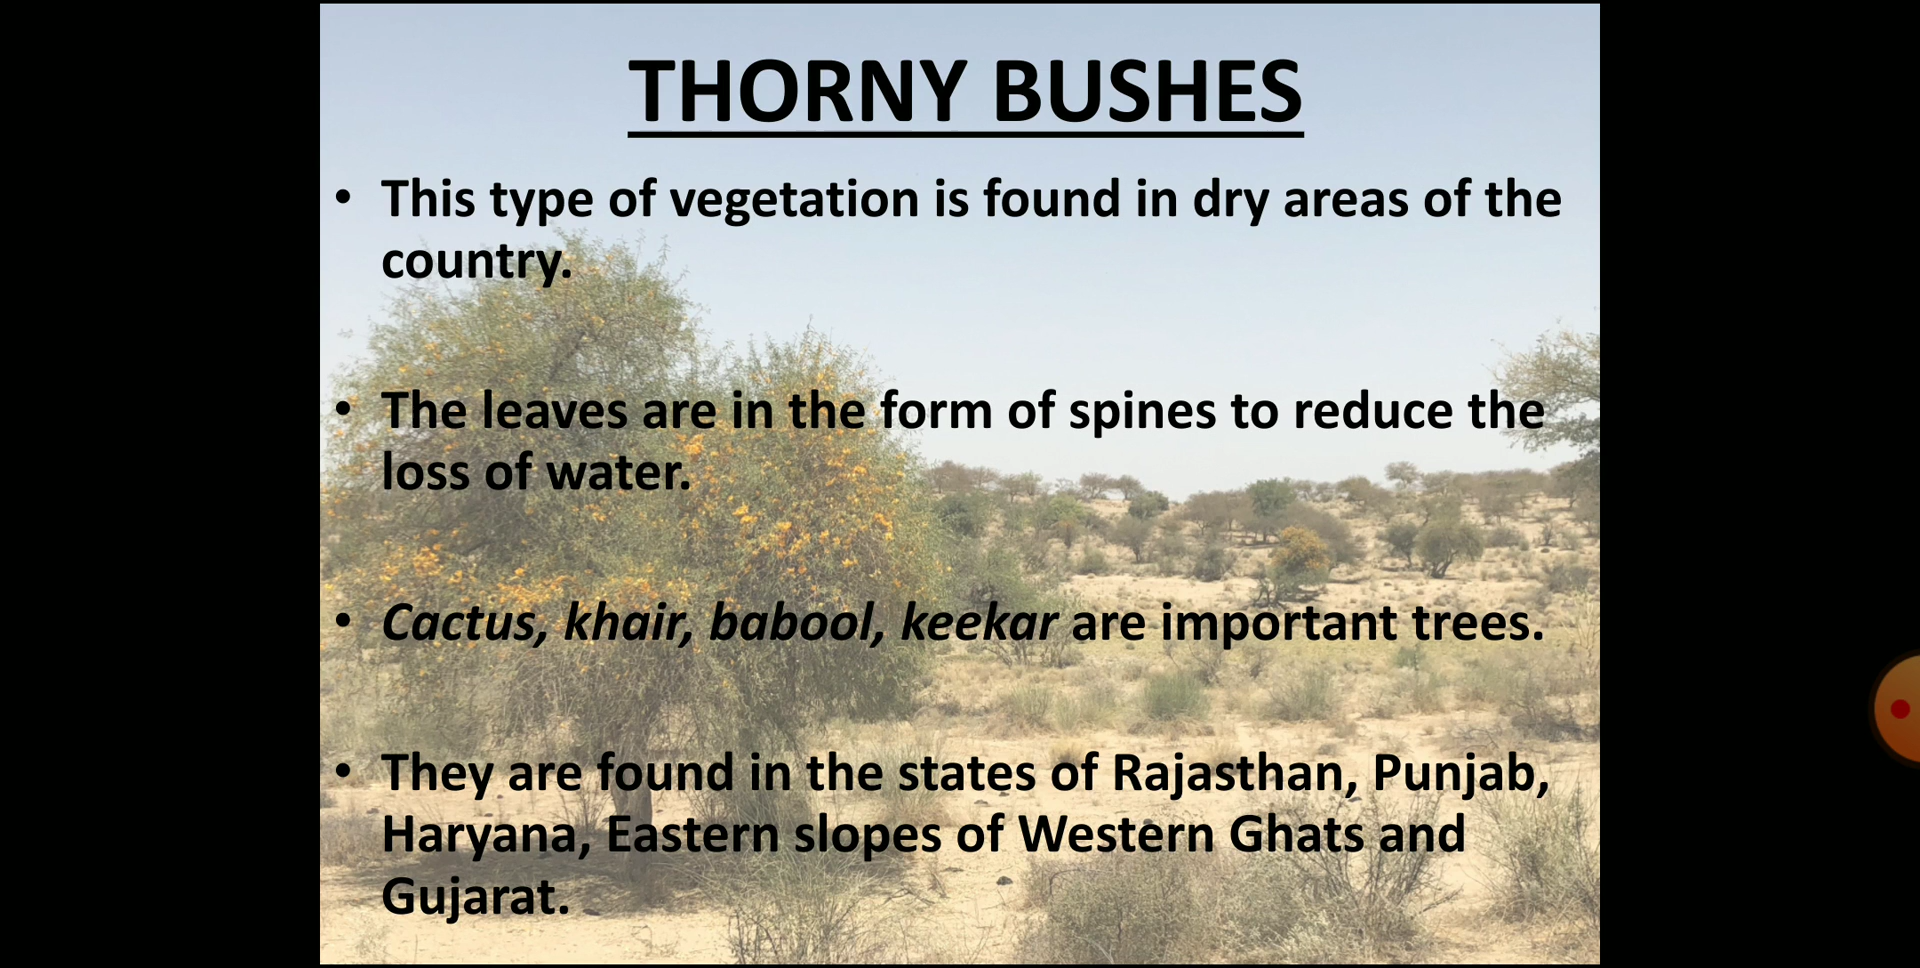 THORNY BUSHES
• This type of vegetation is found in dry areas of the
country.
• The leaves are in the form of spines to reduce the
loss of water.
• Cactus, khair, babool, keekar are important trees.
• They are found in the states of Rajasthan, Punjab,
Haryana, Eastern slopes of Western Ghats and
Gujarat.